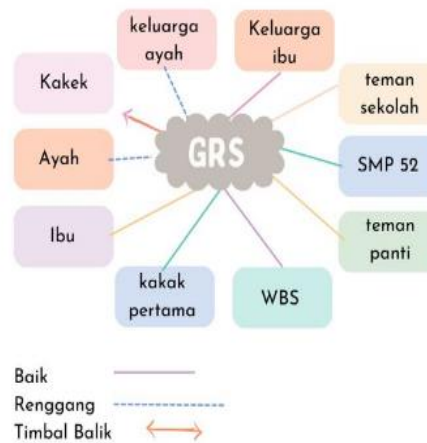 keluarga
ayah
Keluarga
ibu
Kakek
teman
sekolah
GRS
Ayah
SMP 52
Ibu
teman
panti
kakak
pertama
WBS
Baik
Renggang
Timbal Balik